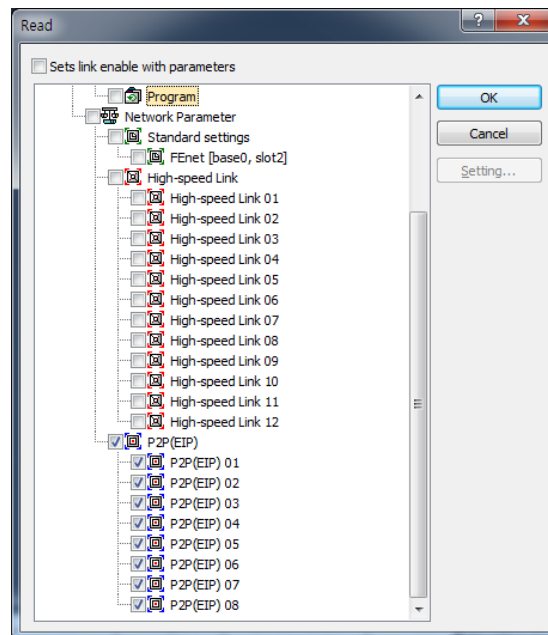 Read
Sets link enable with parameters
Program
Network Parameter
Standard settings
FEnet [base0, slot2]
High-speed Link
High-speed Link 01
High-speed Link 02
High-speed Link 03
High-speed Link 04
High-speed Link 05
High-speed Link 06
High-speed Link 07
High-speed Link 08
High-speed Link 09
High-speed Link 10
High-speed Link 11
High-speed Link 12
P2P(EIP)
P2P(EIP) 01
P2P(EIP) 02
P2P(EIP) 03
P2P(EIP) 04
P2P(EIP) 05
P2P(EIP) 06
P2P(EIP) 07
P2P(EIP) 08
OK
Cancel
Setting...